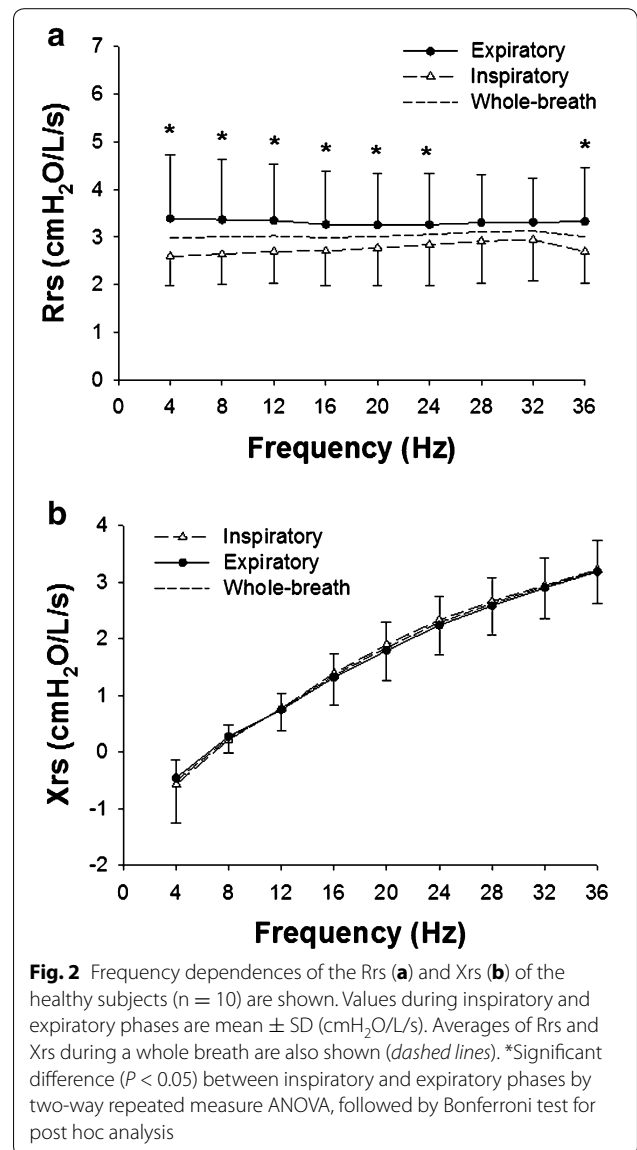 a
7
6
5
4
3
2
1
0
Rrs (cmH2O/L/s)
Expiratory
Inspiratory
Whole-breath
* * * * * * *
0 4 8 12 16 20 24 28 32 36
Frequency (Hz)
b
4
3
2
1
0
-1
-2
Xrs (cmH2O/L/s)
Inspiratory
Expiratory
Whole-breath
0 4 8 12 16 20 24 28 32 36
Frequency (Hz)
Fig. 2 Frequency dependences of the Rrs (a) and Xrs (b) of the
healthy subjects (n = 10) are shown. Values during inspiratory and
expiratory phases are mean ± SD (cmH2O/L/s). Averages of Rrs and
Xrs during a whole breath are also shown (dashed lines). *Significant
difference (P < 0.05) between inspiratory and expiratory phases by
two-way repeated measure ANOVA, followed by Bonferroni test for
post hoc analysis